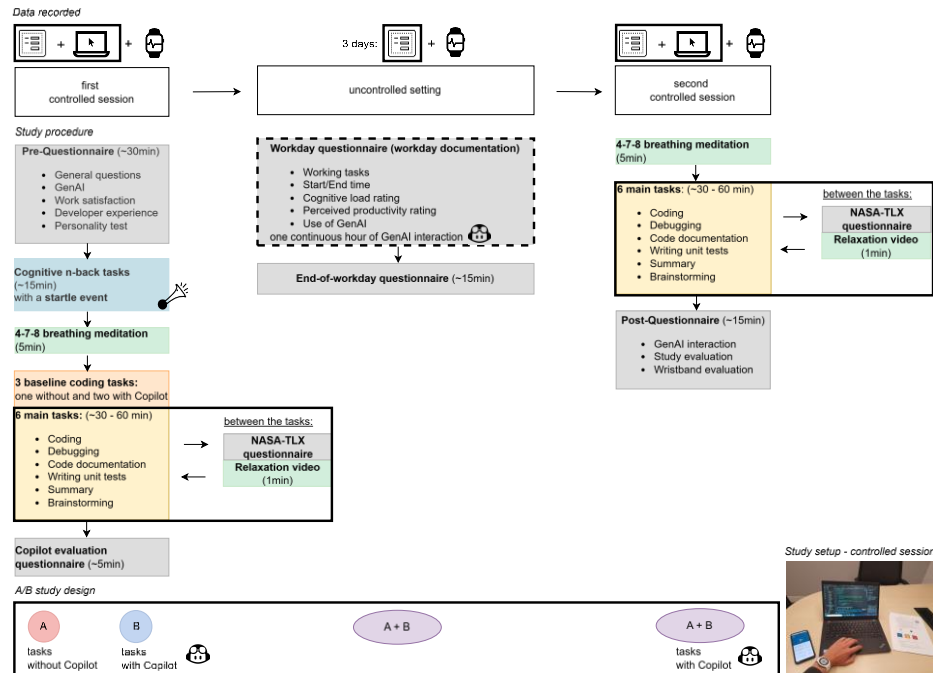 Data recorded
+
+
3 days:
+
+
+
first
controlled session
uncontrolled setting
second
controlled session
Study procedure
Pre-Questionnaire (~30min)
• General questions
• GenAI
• Work satisfaction
• Developer experience
• Personality test
Cognitive n-back tasks
(~15min)
with a startle event
4-7-8 breathing meditation
(5min)
3 baseline coding tasks:
one without and two with Copilot
6 main tasks: (~30 - 60 min)
• Coding
• Debugging
• Code documentation
• Writing unit tests
• Summary
• Brainstorming
between the tasks:
NASA-TLX
questionnaire
Relaxation video
(1min)
Copilot evaluation
questionnaire (~5min)
Workday questionnaire (workday documentation)
• Working tasks
• Start/End time
• Cognitive load rating
• Perceived productivity rating
• Use of GenAI
one continuous hour of GenAI interaction
End-of-workday questionnaire (~15min)
4-7-8 breathing meditation
(5min)
6 main tasks: (~30 - 60 min)
• Coding
• Debugging
• Code documentation
• Writing unit tests
• Summary
• Brainstorming
between the tasks:
NASA-TLX
questionnaire
Relaxation video
(1min)
Post-Questionnaire (~15min)
• GenAI interaction
• Study evaluation
• Wristband evaluation
A/B study design
A
tasks
without Copilot
B
tasks
with Copilot
A + B
A + B
tasks
with Copilot
Study setup - controlled session